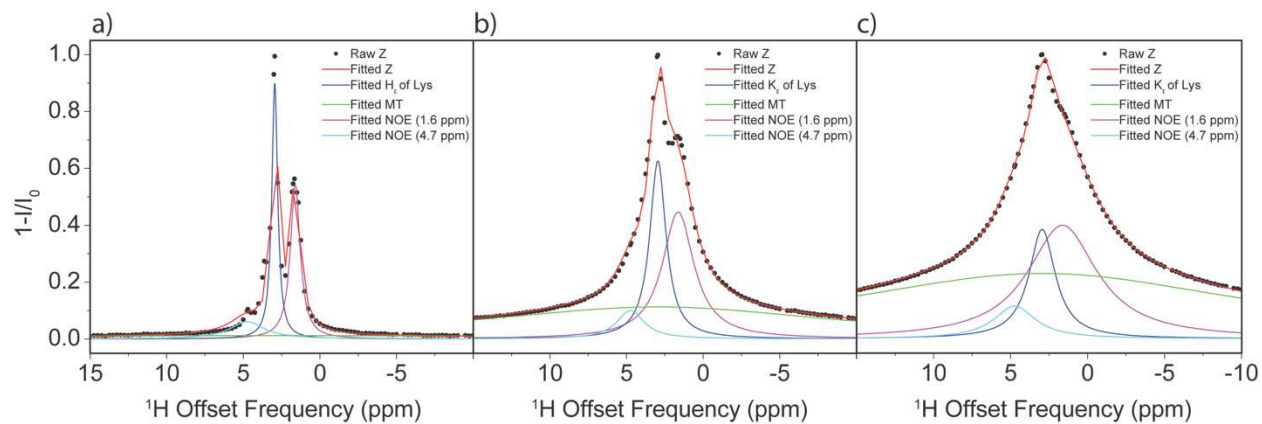 a)
Raw Z
Fitted Z
Fitted Hε of Lys
Fitted MT
Fitted NOE (1.6 ppm)
Fitted NOE (4.7 ppm)
b)
Raw Z
Fitted Z
Fitted Kε of Lys
Fitted MT
Fitted NOE (1.6 ppm)
Fitted NOE (4.7 ppm)
c)
Raw Z
Fitted Z
Fitted Kε of Lys
Fitted MT
Fitted NOE (1.6 ppm)
Fitted NOE (4.7 ppm)
1-I/I₀
1.0
0.8
0.6
0.4
0.2
0.0
15 10 5 0 -5
10 5 0 -5
10 5 0 -5 -10
¹H Offset Frequency (ppm)
¹H Offset Frequency (ppm)
¹H Offset Frequency (ppm)